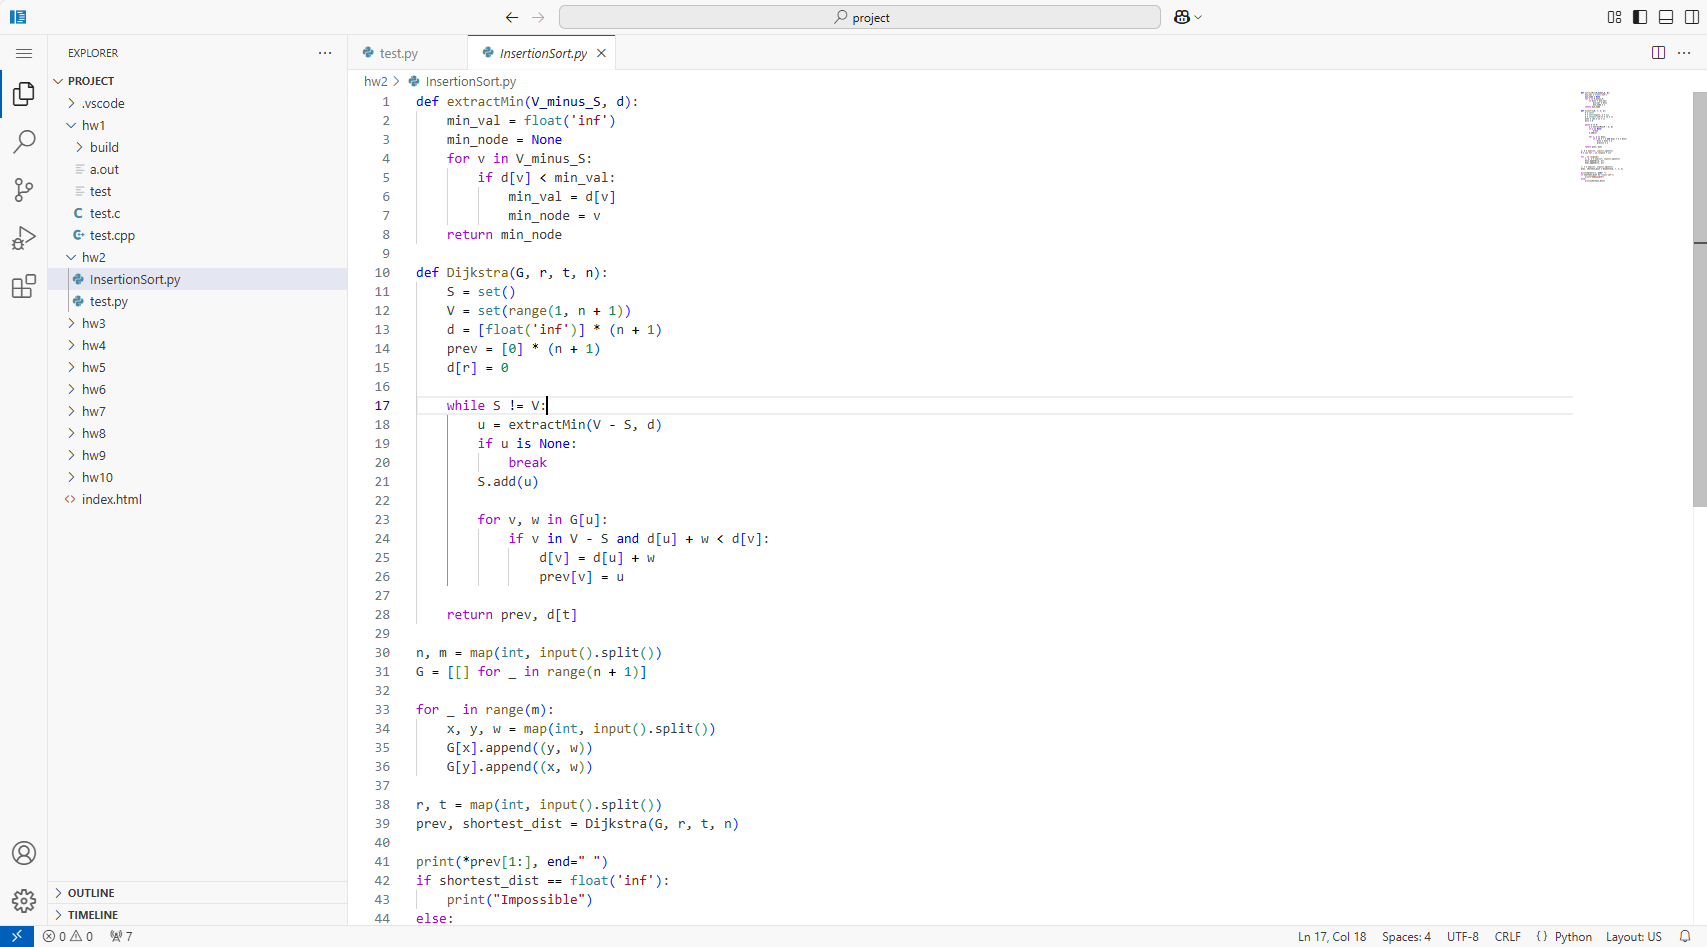 project
EXPLORER
PROJECT
.vscode
hw1
build
a.out
test
C test.c
test.cpp
hw2
InsertionSort.py
test.py
hw3
hw4
hw5
hw6
hw7
hw8
hw9
hw10
<> index.html
OUTLINE
TIMELINE
test.py
InsertionSort.py
hw2 > InsertionSort.py
1 def extractMin(V_minus_S, d):
2     min_val = float('inf')
3     min_node = None
4     for v in V_minus_S:
5         if d[v] < min_val:
6             min_val = d[v]
7             min_node = v
8     return min_node
9
10 def Dijkstra(G, r, t, n):
11     S = set()
12     V = set(range(1, n + 1))
13     d = [float('inf')] * (n + 1)
14     prev = [0] * (n + 1)
15     d[r] = 0
16
17     while S != V:
18         u = extractMin(V - S, d)
19         if u is None:
20             break
21         S.add(u)
22
23         for v, w in G[u]:
24             if v in V - S and d[u] + w < d[v]:
25                 d[v] = d[u] + w
26                 prev[v] = u
27
28     return prev, d[t]
29
30 n, m = map(int, input().split())
31 G = [[] for _ in range(n + 1)]
32
33 for _ in range(m):
34     x, y, w = map(int, input().split())
35     G[x].append((y, w))
36     G[y].append((x, w))
37
38 r, t = map(int, input().split())
39 prev, shortest_dist = Dijkstra(G, r, t, n)
40
41 print(*prev[1:], end=" ")
42 if shortest_dist == float('inf'):
43     print("Impossible")
44 else:
0 0 7
Ln 17, Col 18 Spaces: 4 UTF-8 CRLF {} Python Layout: US